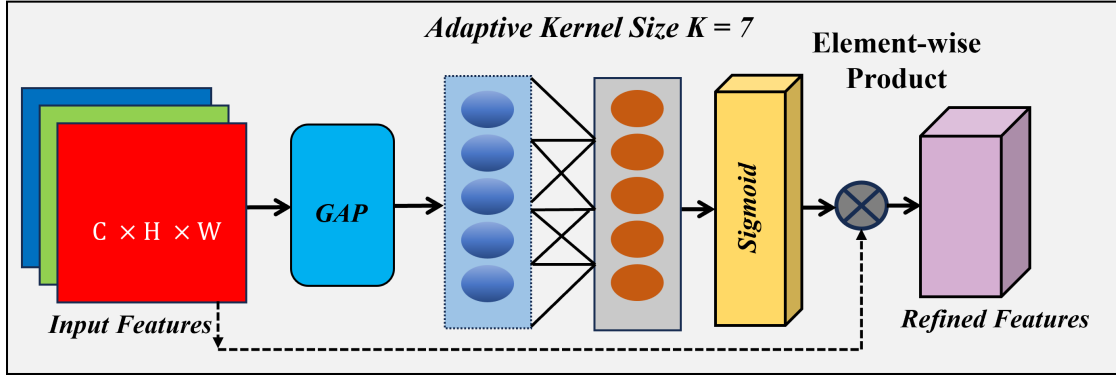 Adaptive Kernel Size K = 7
Element-wise
Product
C × H × W
GAP
Sigmoid
Input Features
Refined Features